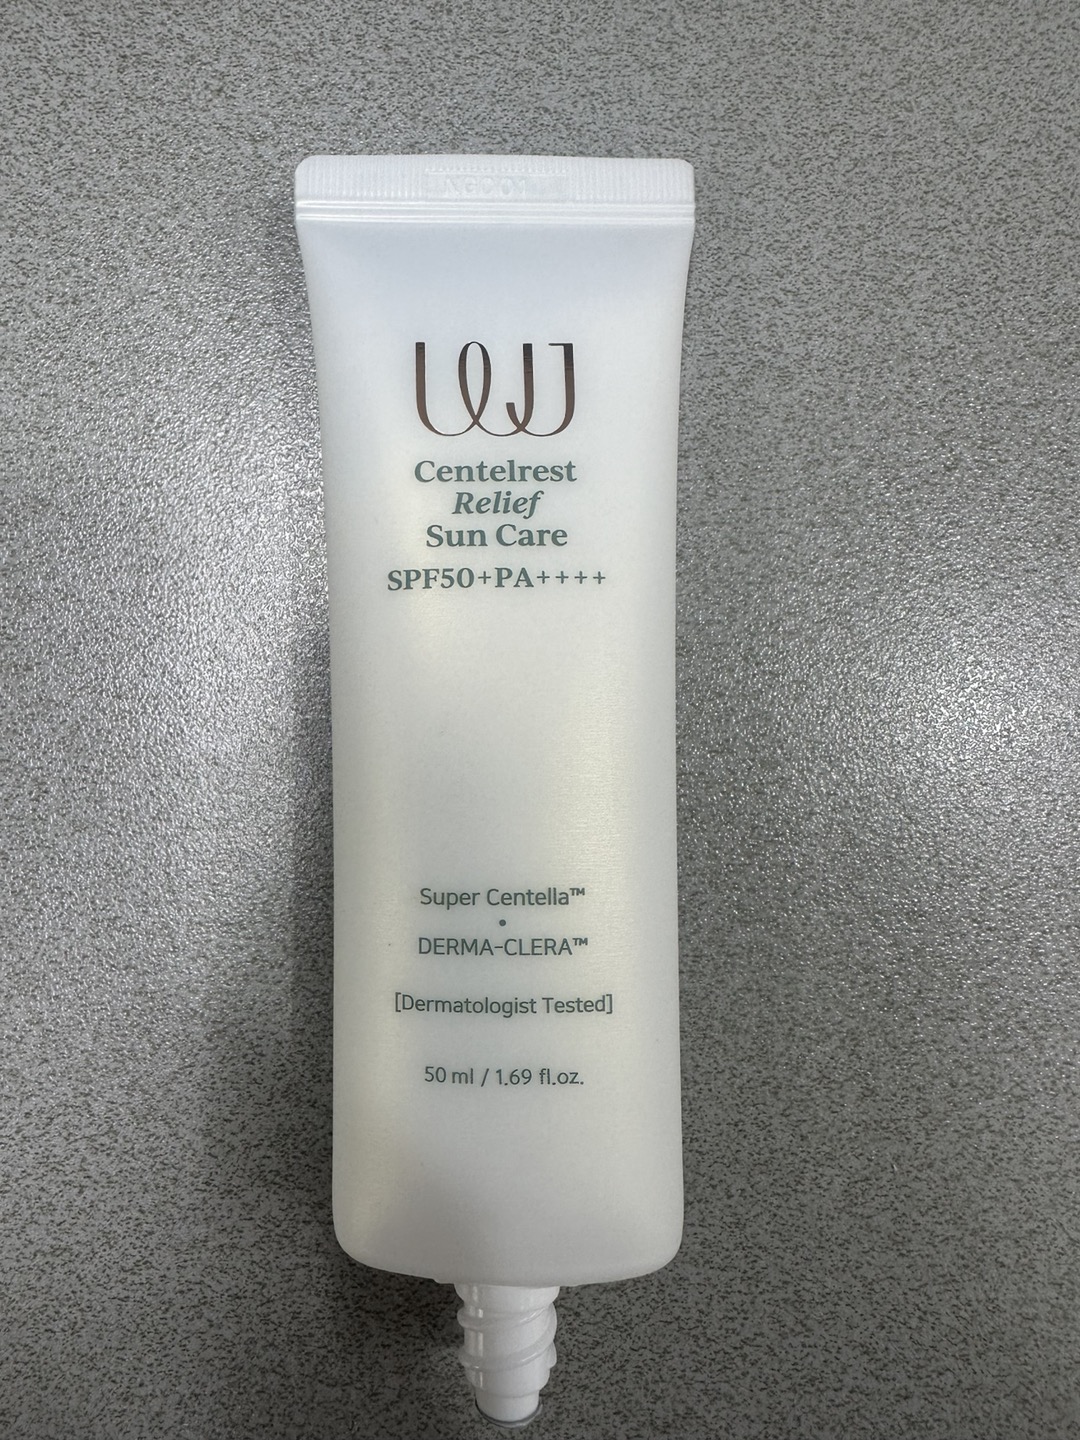 Centelrest
Relief
Sun Care
SPF50+PA++++
Super Centella™
•
DERMA-CLERA™
[Dermatologist Tested]
50 ml / 1.69 fl.oz.